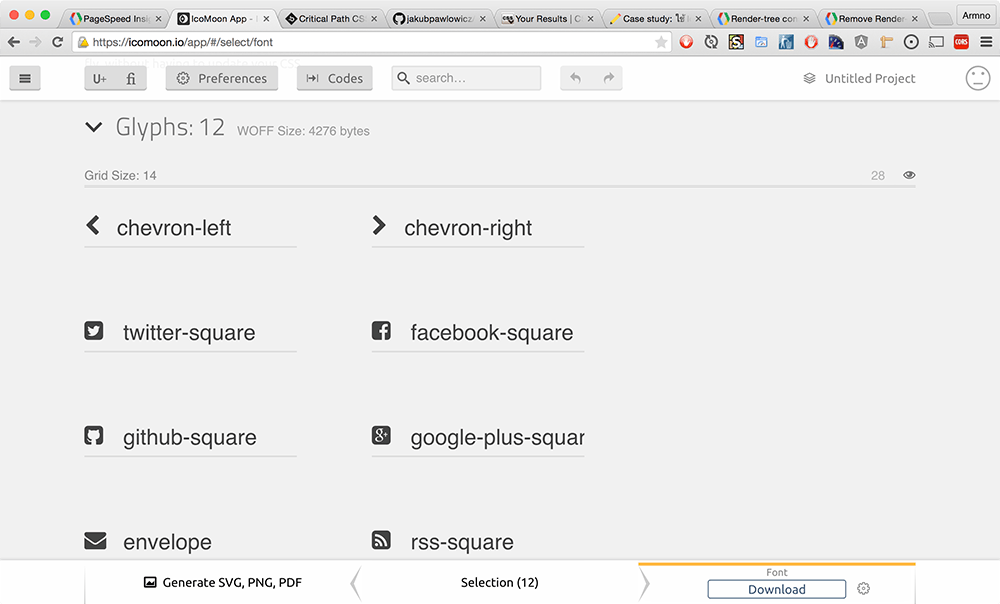 PageSpeed Insi
IcoMoon App -
Critical Path CS
jakubpawlowicz/
Your Results | C
Case study: ใช้
Render-tree con
Remove Render-
Armno
https://icomoon.io/app/#/select/font
CORS
U+ fi
Preferences
Codes
search...
Untitled Project
Glyphs: 12 WOFF Size: 4276 bytes
Grid Size: 14 28
chevron-left chevron-right
twitter-square facebook-square
github-square google-plus-squar
envelope rss-square
Generate SVG, PNG, PDF
Selection (12)
Font
Download